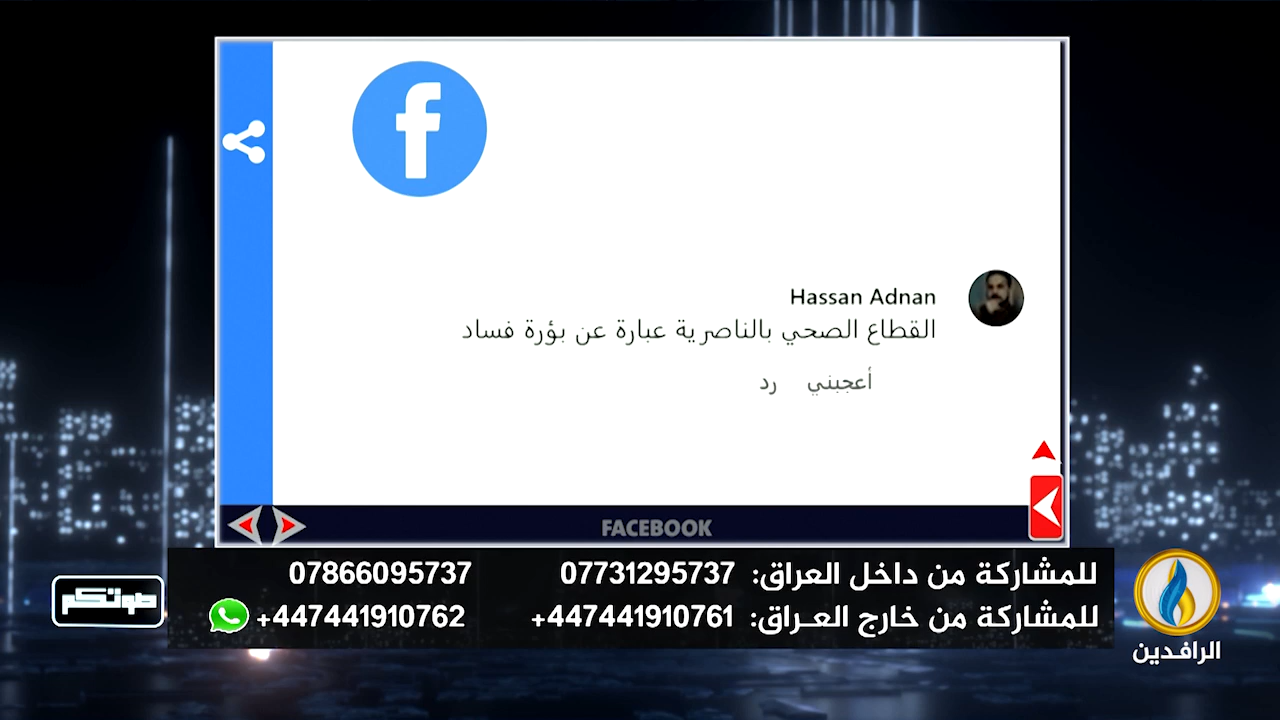 Hassan Adnan
القطاع الصحي بالناصرية عبارة عن بؤرة فساد
أعجبني رد
FACEBOOK
للمشاركة من داخل العراق: 07731295737 07866095737
للمشاركة من خارج العـراق: 447441910761+ 447441910762+
صوتكم
الرافدين